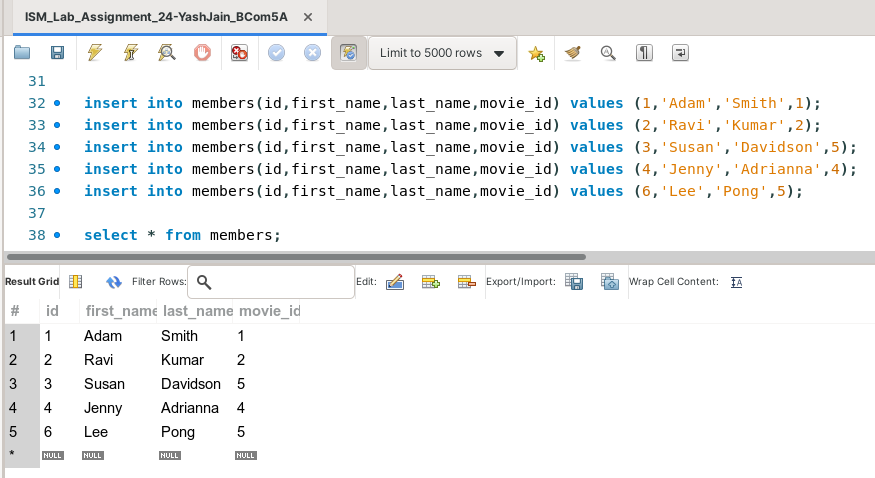 ISM_Lab_Assignment_24-YashJain_BCom5A ×
Limit to 5000 rows
31
32 insert into members(id,first_name,last_name,movie_id) values (1,'Adam','Smith',1);
33 insert into members(id,first_name,last_name,movie_id) values (2,'Ravi','Kumar',2);
34 insert into members(id,first_name,last_name,movie_id) values (3,'Susan','Davidson',5);
35 insert into members(id,first_name,last_name,movie_id) values (4,'Jenny','Adrianna',4);
36 insert into members(id,first_name,last_name,movie_id) values (6,'Lee','Pong',5);
37
38 select * from members;
Result Grid Filter Rows: Edit: Export/Import: Wrap Cell Content: IA
# id first_name last_name movie_id
1 1 Adam Smith 1
2 2 Ravi Kumar 2
3 3 Susan Davidson 5
4 4 Jenny Adrianna 4
5 6 Lee Pong 5
* NULL NULL NULL NULL